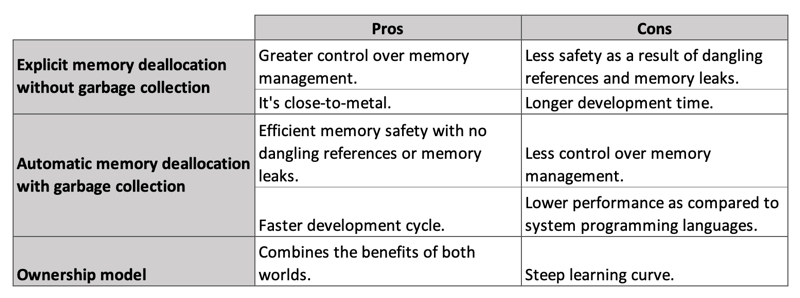 Pros
Cons
Explicit memory deallocation
without garbage collection
Greater control over memory
management.
Less safety as a result of dangling
references and memory leaks.
It's close-to-metal.
Longer development time.
Automatic memory deallocation
with garbage collection
Efficient memory safety with no
dangling references or memory
leaks.
Less control over memory
management.
Faster development cycle.
Lower performance as compared to
system programming languages.
Ownership model
Combines the benefits of both
worlds.
Steep learning curve.